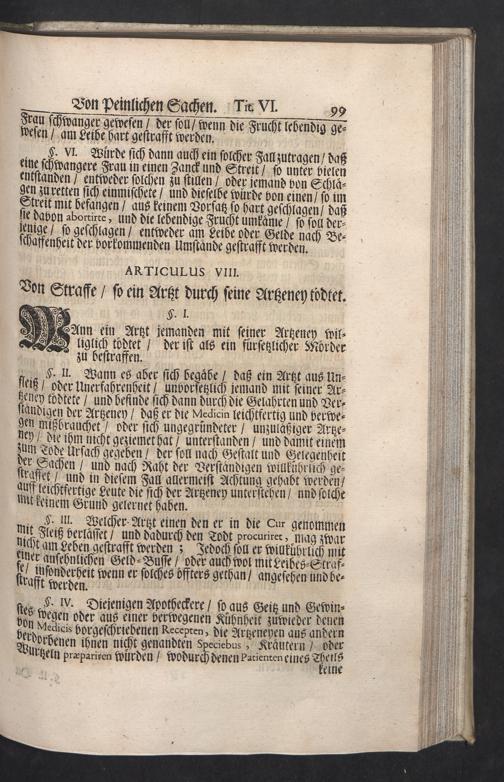 Von Peinlichen Sachen. Tit. VI. 99
Frau schwanger gewesen / der soll / wenn die Frucht lebendig ge-
wesen / am Leibe hart gestrafft werden.
§. VI. Würde sich dann auch ein solcher Fall zutragen / daß
eine schwangere Frau in einen Zanck und Streit / so unter vielen
entstanden / entweder solchen zu stillen / oder jemand von Schlä-
gen zu retten sich einmischete / und dieselbe würde von einen / so im
Streit mit befangen / aus keinem Vorsatz so hart geschlagen / daß
sie davon abortirte, und die lebendige Frucht umkäme / so soll der-
jenige / so geschlagen / entweder am Leibe oder Gelde nach Be-
schaffenheit der vorkommenden Umstände gestrafft werden.
ARTICULUS VIII.
Von Straffe / so ein Artzt durch seine Artzeney tödtet.
§. I.
WAnn ein Artzt jemanden mit seiner Artzeney wil-
liglich tödtet / der ist als ein fürsetzlicher Mörder
zu bestraffen.
§. II. Wann es aber sich begäbe / daß ein Artzt aus Un-
fleiß / oder Unerfahrenheit / unvorsetzlich jemand mit seiner Ar-
tzeney tödtete / und befinde sich dann durch die Gelahrten und Ver-
ständigen der Artzeney / daß er die Medicin leichtfertig und verwe-
gen mißbrauchet / oder sich ungegründeter / unzuläßiger Artze-
ney / die ihm nicht geziemet hat / unterstanden / und damit einem
zum Tode Ursach gegeben / der soll nach Gestalt und Gelegenheit
der Sachen / und nach Raht der Verständigen willkührlich ge-
straffet / und in diesem Fall allermeist Achtung gehabt werden /
auff leichtfertige Leute die sich der Artzeney unterstehen / und solche
mit keinem Grund gelernet haben.
§. III. Welcher Artzt einen den er in die Cur genommen
mit Fleiß verlässet / und dadurch den Todt procuriret, mag zwar
nicht am Leben gestrafft werden ; Jedoch soll er wilkührlich mit
einer ansehnlichen Geld-Busse / oder auch wol mit Leibes-Straf-
fe / insonderheit wenn er solches öffters gethan / angesehen und be-
strafft werden.
§. IV. Diejenigen Apotheckere / so aus Geitz und Gewin-
stes wegen oder aus einer verwegenen Kühnheit zuwieder denen
von Medicis vorgeschriebenen Recepten, die Artzeneyen aus andern
verdorbenen ihnen nicht genandten Speciebus, Kräutern / oder
Wurtzeln præpariren würden / wodurch denen Patienten eines Theils
keine